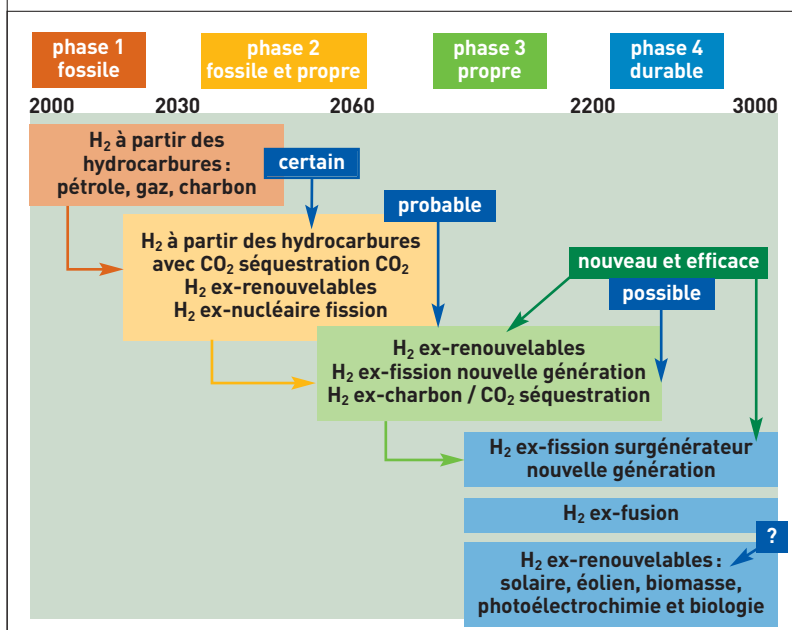 phase 1
fossile
phase 2
fossile et propre
phase 3
propre
phase 4
durable
2000
2030
2060
2200
3000
H₂ à partir des
hydrocarbures :
pétrole, gaz, charbon
certain
probable
H₂ à partir des hydrocarbures
avec CO₂ séquestration CO₂
H₂ ex-renouvelables
H₂ ex-nucléaire fission
nouveau et efficace
possible
H₂ ex-renouvelables
H₂ ex-fission nouvelle génération
H₂ ex-charbon / CO₂ séquestration
H₂ ex-fission surgénérateur
nouvelle génération
H₂ ex-fusion
?
H₂ ex-renouvelables :
solaire, éolien, biomasse,
photoélectrochimie et biologie